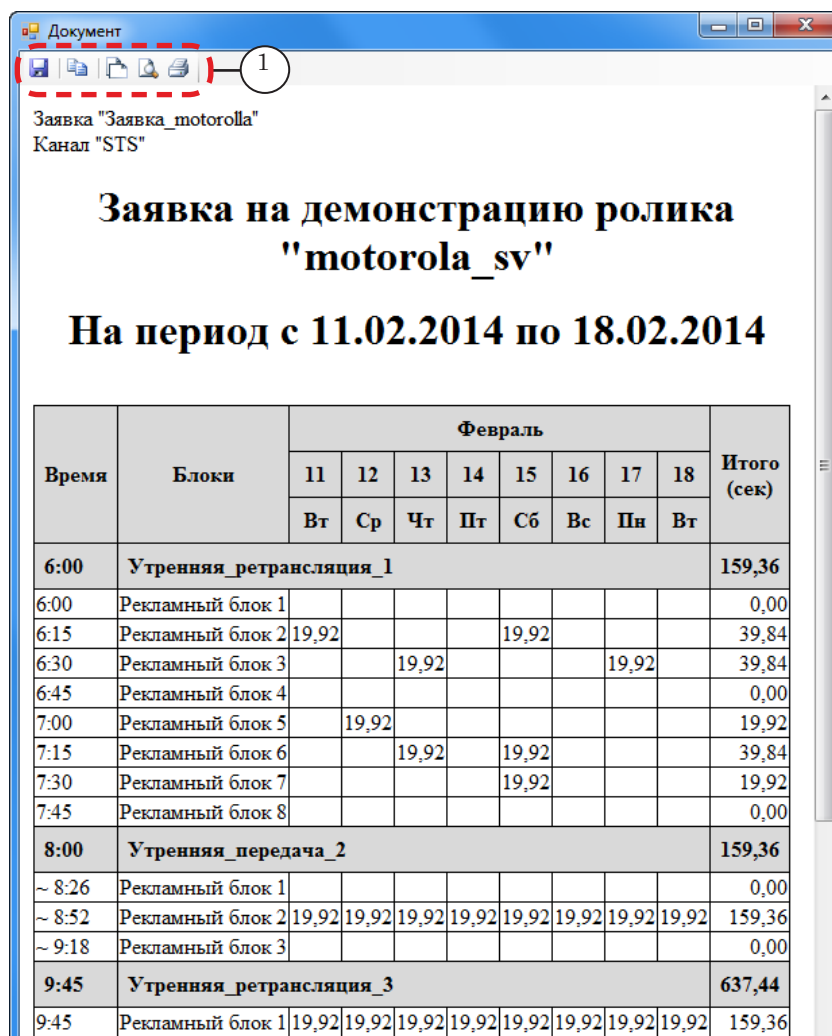 Документ
1
Заявка "Заявка_motorolla"
Канал "STS"
Заявка на демонстрацию ролика
"motorola_sv"
На период с 11.02.2014 по 18.02.2014
Время Блоки Февраль Итого (сек)
11 12 13 14 15 16 17 18
Вт Ср Чт Пт Сб Вс Пн Вт
6:00 Утренняя_ретрансляция_1 159,36
6:00 Рекламный блок 1 0,00
6:15 Рекламный блок 2 19,92 19,92 39,84
6:30 Рекламный блок 3 19,92 19,92 39,84
6:45 Рекламный блок 4 0,00
7:00 Рекламный блок 5 19,92 19,92
7:15 Рекламный блок 6 19,92 19,92 39,84
7:30 Рекламный блок 7 19,92 19,92
7:45 Рекламный блок 8 0,00
8:00 Утренняя_передача_2 159,36
~ 8:26 Рекламный блок 1 0,00
~ 8:52 Рекламный блок 2 19,92 19,92 19,92 19,92 19,92 19,92 19,92 19,92 159,36
~ 9:18 Рекламный блок 3 0,00
9:45 Утренняя_ретрансляция_3 637,44
9:45 Рекламный блок 1 19,92 19,92 19,92 19,92 19,92 19,92 19,92 19,92 159,36